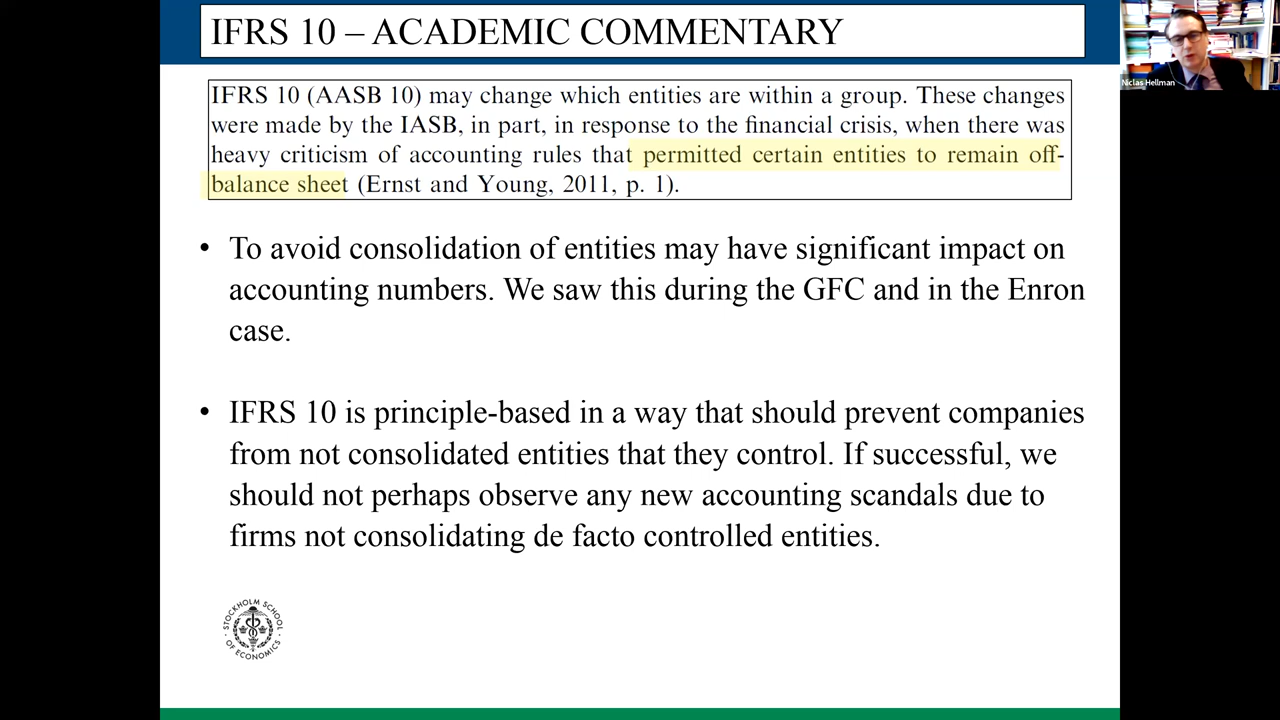 IFRS 10 – ACADEMIC COMMENTARY
Niclas Hellman
IFRS 10 (AASB 10) may change which entities are within a group. These changes
were made by the IASB, in part, in response to the financial crisis, when there was
heavy criticism of accounting rules that permitted certain entities to remain off-
balance sheet (Ernst and Young, 2011, p. 1).
• To avoid consolidation of entities may have significant impact on
accounting numbers. We saw this during the GFC and in the Enron
case.
• IFRS 10 is principle-based in a way that should prevent companies
from not consolidated entities that they control. If successful, we
should not perhaps observe any new accounting scandals due to
firms not consolidating de facto controlled entities.
STOCKHOLM SCHOOL
OF ECONOMICS